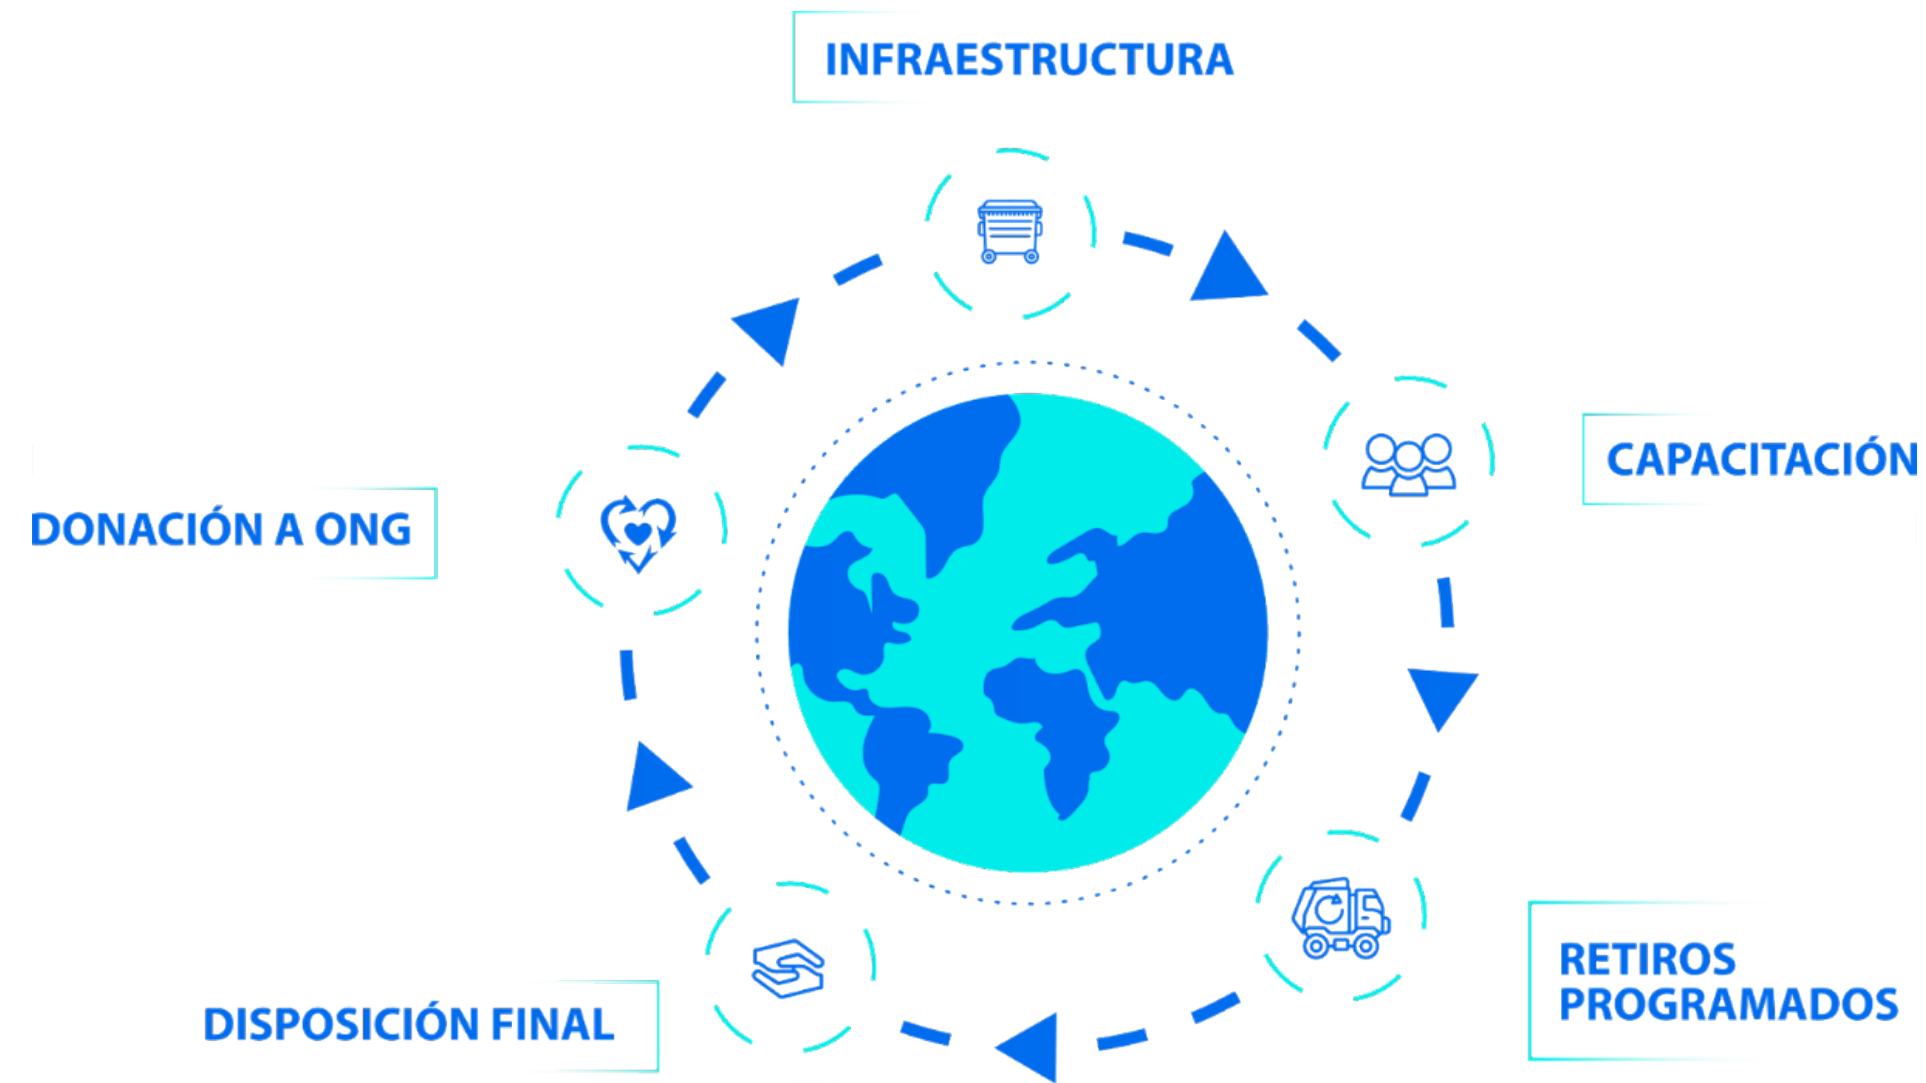 INFRAESTRUCTURA
CAPACITACIÓN
RETIROS
PROGRAMADOS
DISPOSICIÓN FINAL
DONACIÓN A ONG